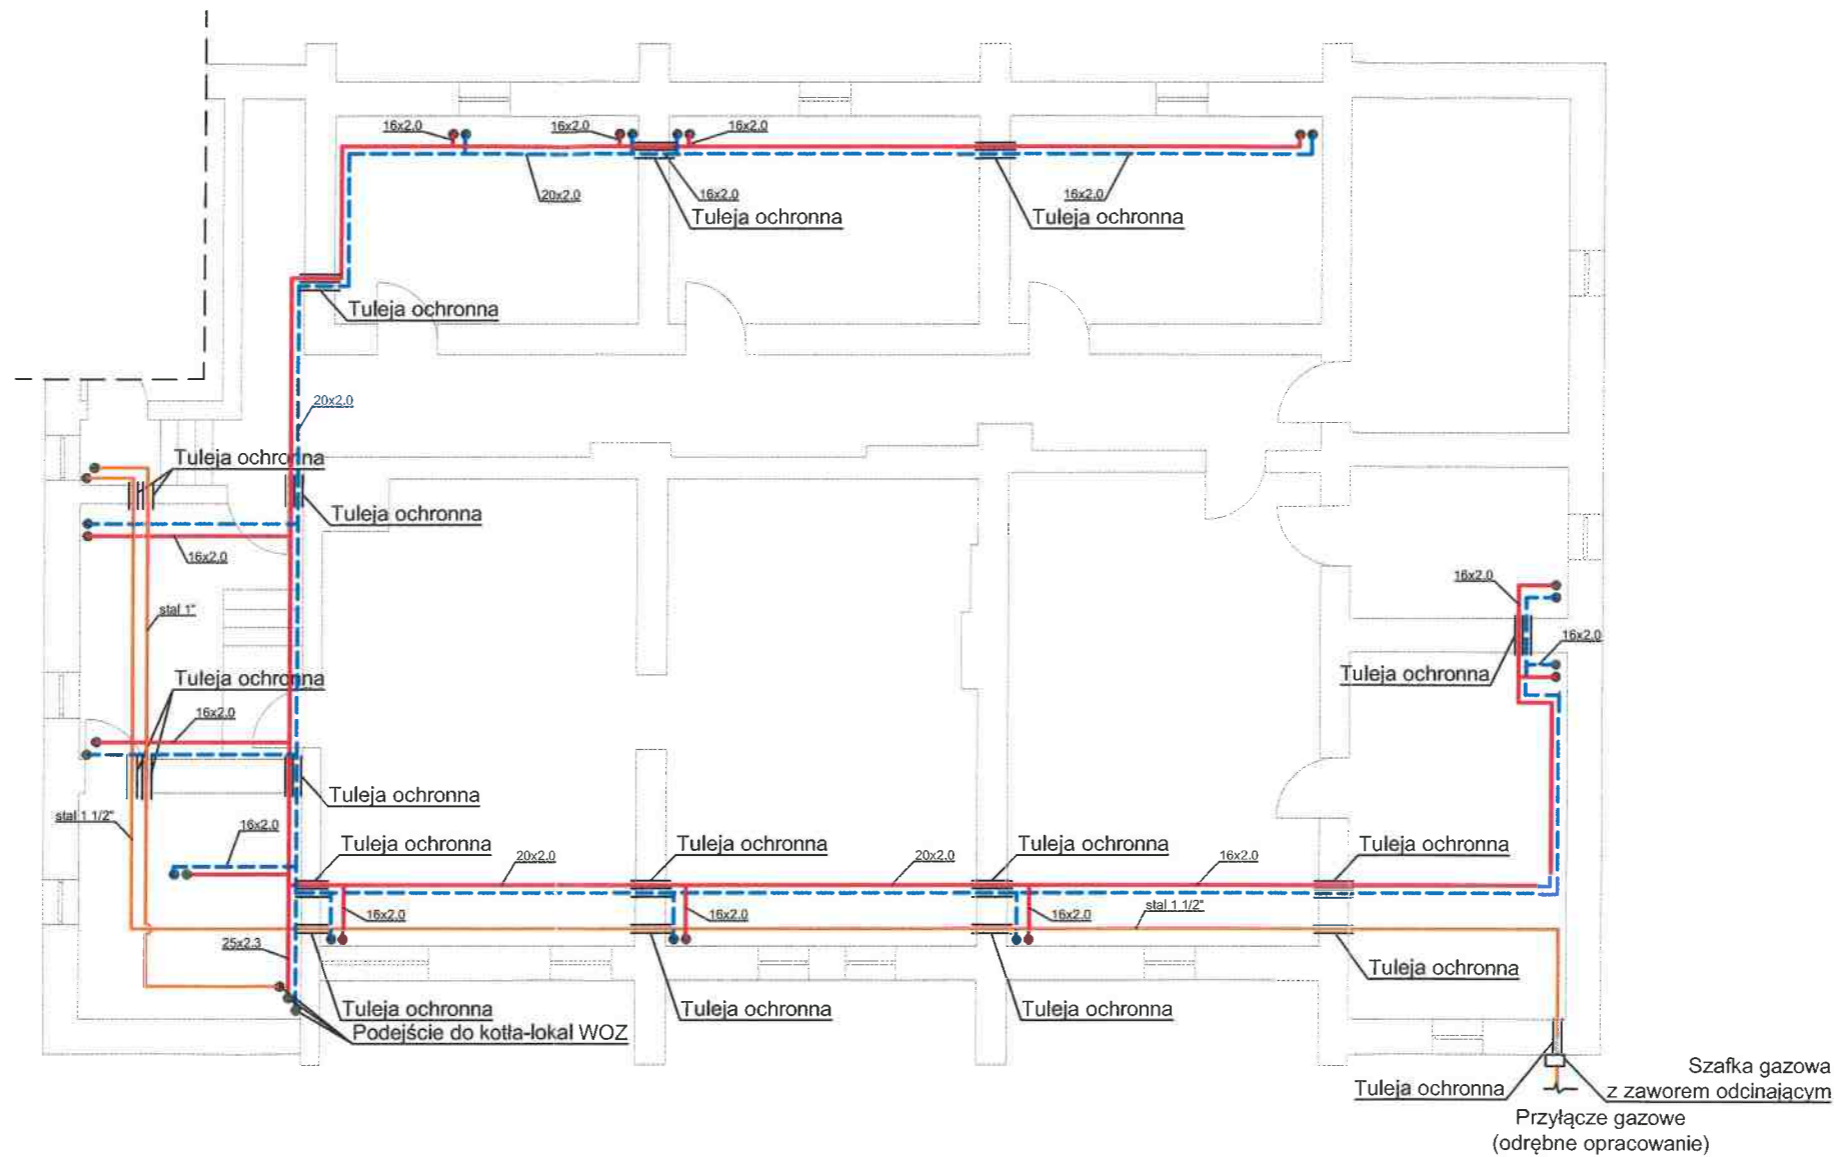 16x2.0
16x2.0
16x2.0
20x2.0
16x2.0
16x2.0
Tuleja ochronna
Tuleja ochronna
Tuleja ochronna
20x2.0
Tuleja ochronna
Tuleja ochronna
16x2.0
16x2.0
stal 1"
16x2.0
Tuleja ochronna
Tuleja ochronna
16x2.0
Tuleja ochronna
stal 1 1/2"
16x2.0
Tuleja ochronna
Tuleja ochronna
Tuleja ochronna
Tuleja ochronna
20x2.0
20x2.0
16x2.0
16x2.0
16x2.0
16x2.0
stal 1 1/2"
25x2.3
Tuleja ochronna
Tuleja ochronna
Tuleja ochronna
Tuleja ochronna
Podejście do kotła-lokal WOZ
Szafka gazowa
z zaworem odcinającym
Tuleja ochronna
Przyłącze gazowe
(odrębne opracowanie)